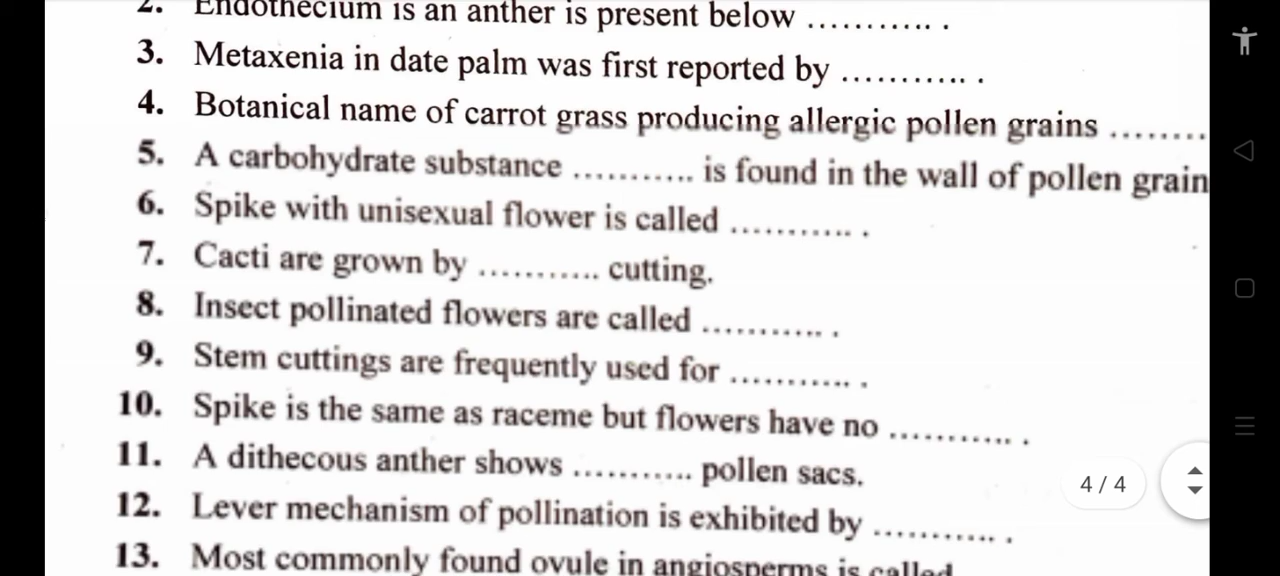 2. Endothecium is an anther is present below ............ .
3. Metaxenia in date palm was first reported by ............ .
4. Botanical name of carrot grass producing allergic pollen grains ........
5. A carbohydrate substance ............ is found in the wall of pollen grain
6. Spike with unisexual flower is called ............ .
7. Cacti are grown by ............ cutting.
8. Insect pollinated flowers are called ............ .
9. Stem cuttings are frequently used for ............ .
10. Spike is the same as raceme but flowers have no ............ .
11. A dithecous anther shows ............ pollen sacs.
4 / 4
12. Lever mechanism of pollination is exhibited by ............ .
13. Most commonly found ovule in angiosperms is called